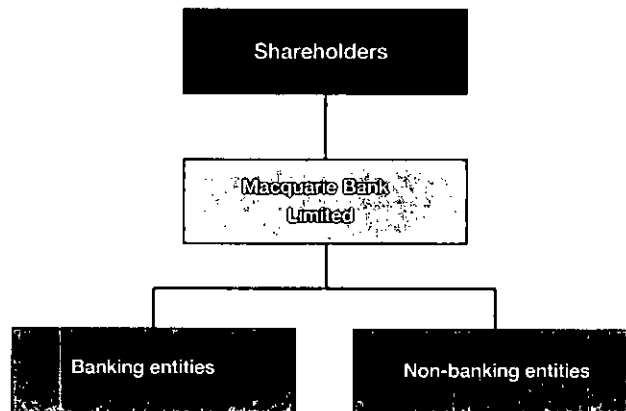 Shareholders
Macquarie Bank
Limited
Banking entities
Non-banking entities